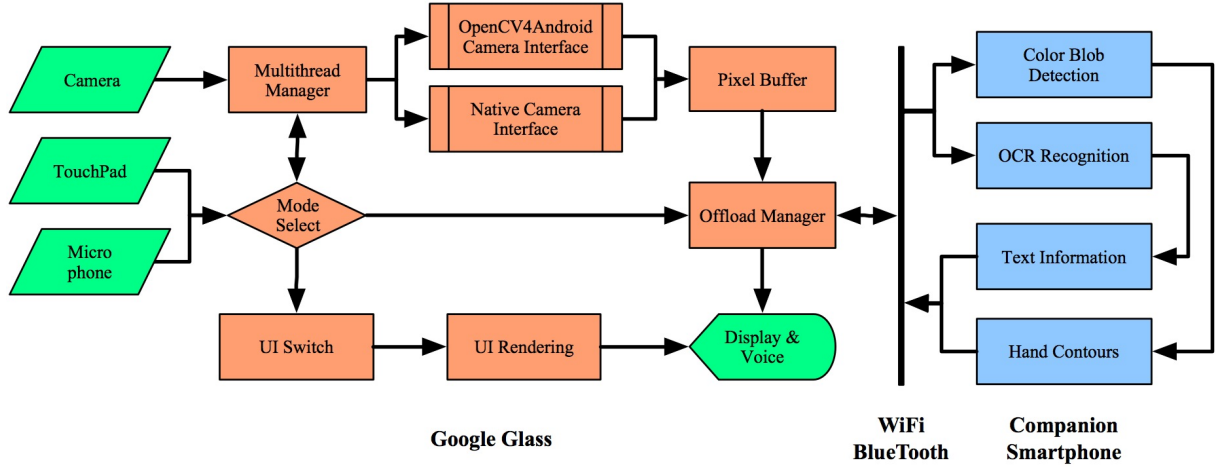 Camera
Multithread
Manager
OpenCV4Android
Camera Interface
Native Camera
Interface
Pixel Buffer
Color Blob
Detection
OCR Recognition
TouchPad
Micro
phone
Mode
Select
Offload Manager
Text Information
Hand Contours
UI Switch
UI Rendering
Display &
Voice
Google Glass
WiFi
BlueTooth
Companion
Smartphone